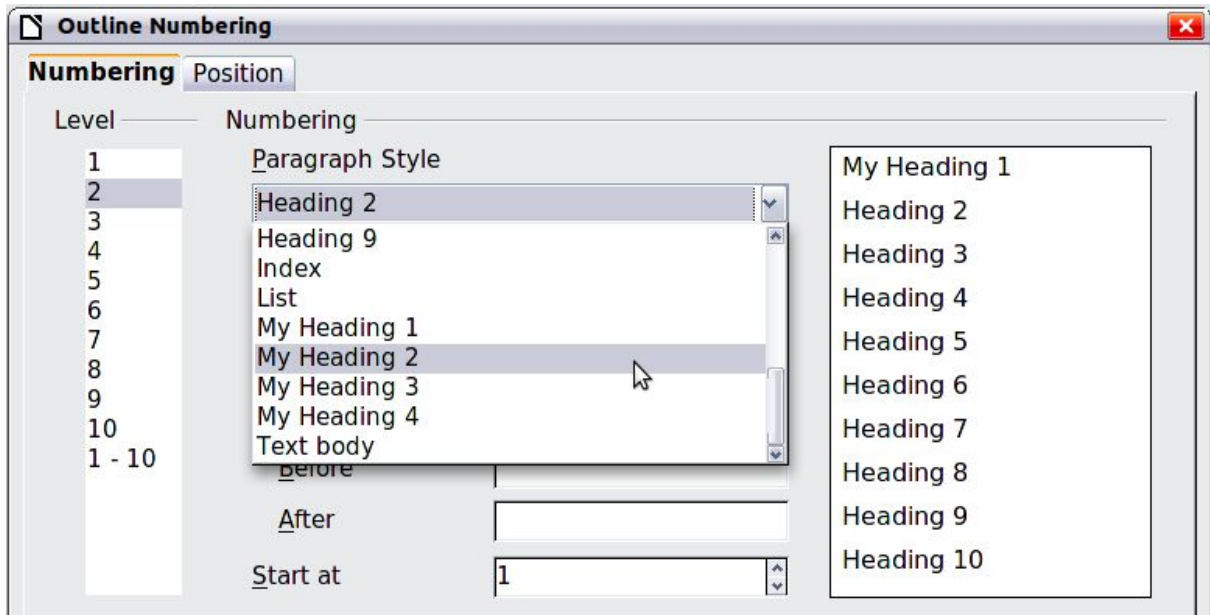 Outline Numbering
Numbering Position
Level Numbering
1
2
3
4
5
6
7
8
9
10
1 - 10
Paragraph Style
Heading 2
Heading 9
Index
List
My Heading 1
My Heading 2
My Heading 3
My Heading 4
Text body
Before
After
Start at 1
My Heading 1
Heading 2
Heading 3
Heading 4
Heading 5
Heading 6
Heading 7
Heading 8
Heading 9
Heading 10